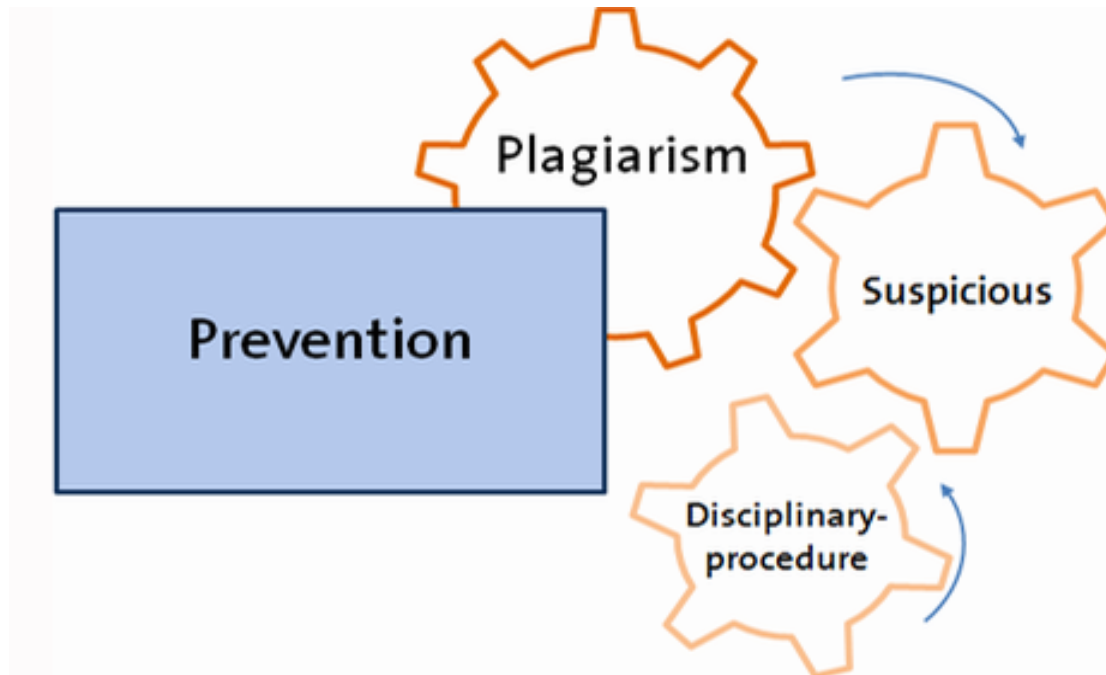 Plagiarism
Prevention
Suspicious
Disciplinary-
procedure